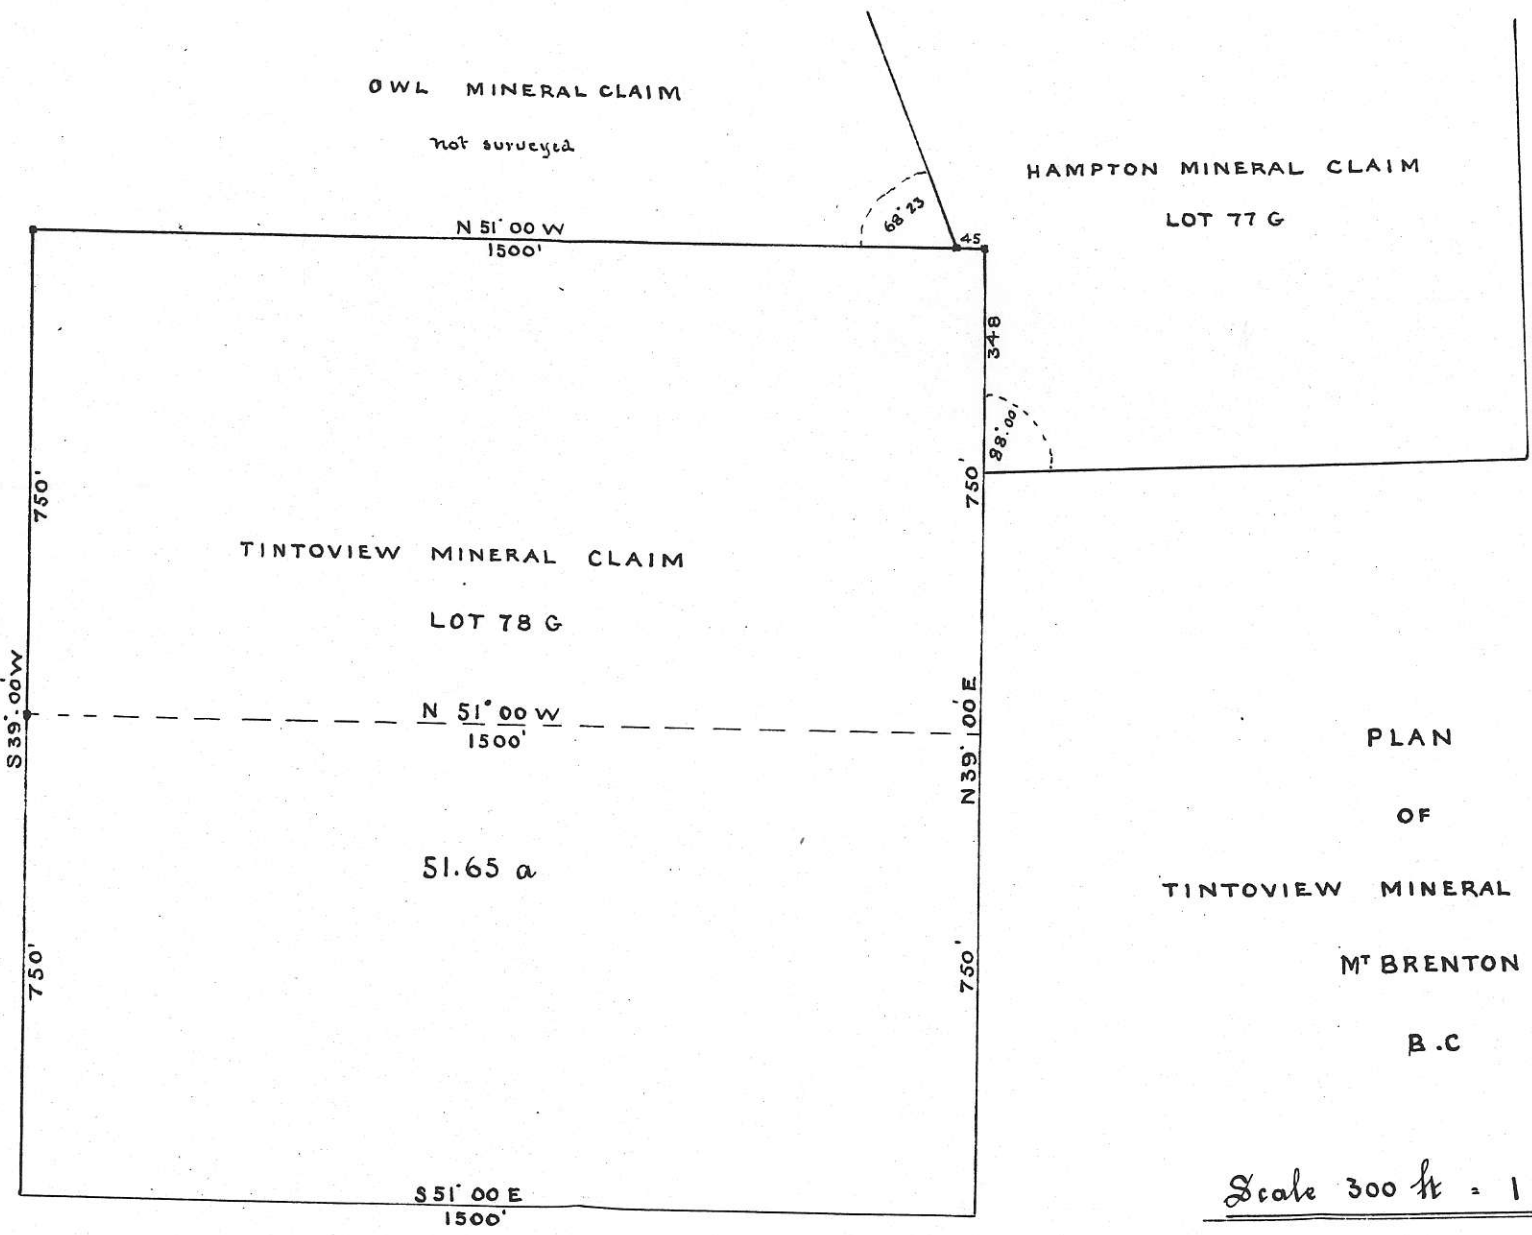 OWL MINERAL CLAIM
not surveyed
HAMPTON MINERAL CLAIM
LOT 77 G
68° 23'
45
N 51° 00 W
1500'
348
88°.00'
750'
750'
TINTOVIEW MINERAL CLAIM
LOT 78 G
S 39°.00' W
N 51° 00 W
1500'
N 39° 00' E
51.65 a
750'
750'
S 51° 00 E
1500'
PLAN
OF
TINTOVIEW MINERAL
MT BRENTON
B.C
Scale 300 ft = 1